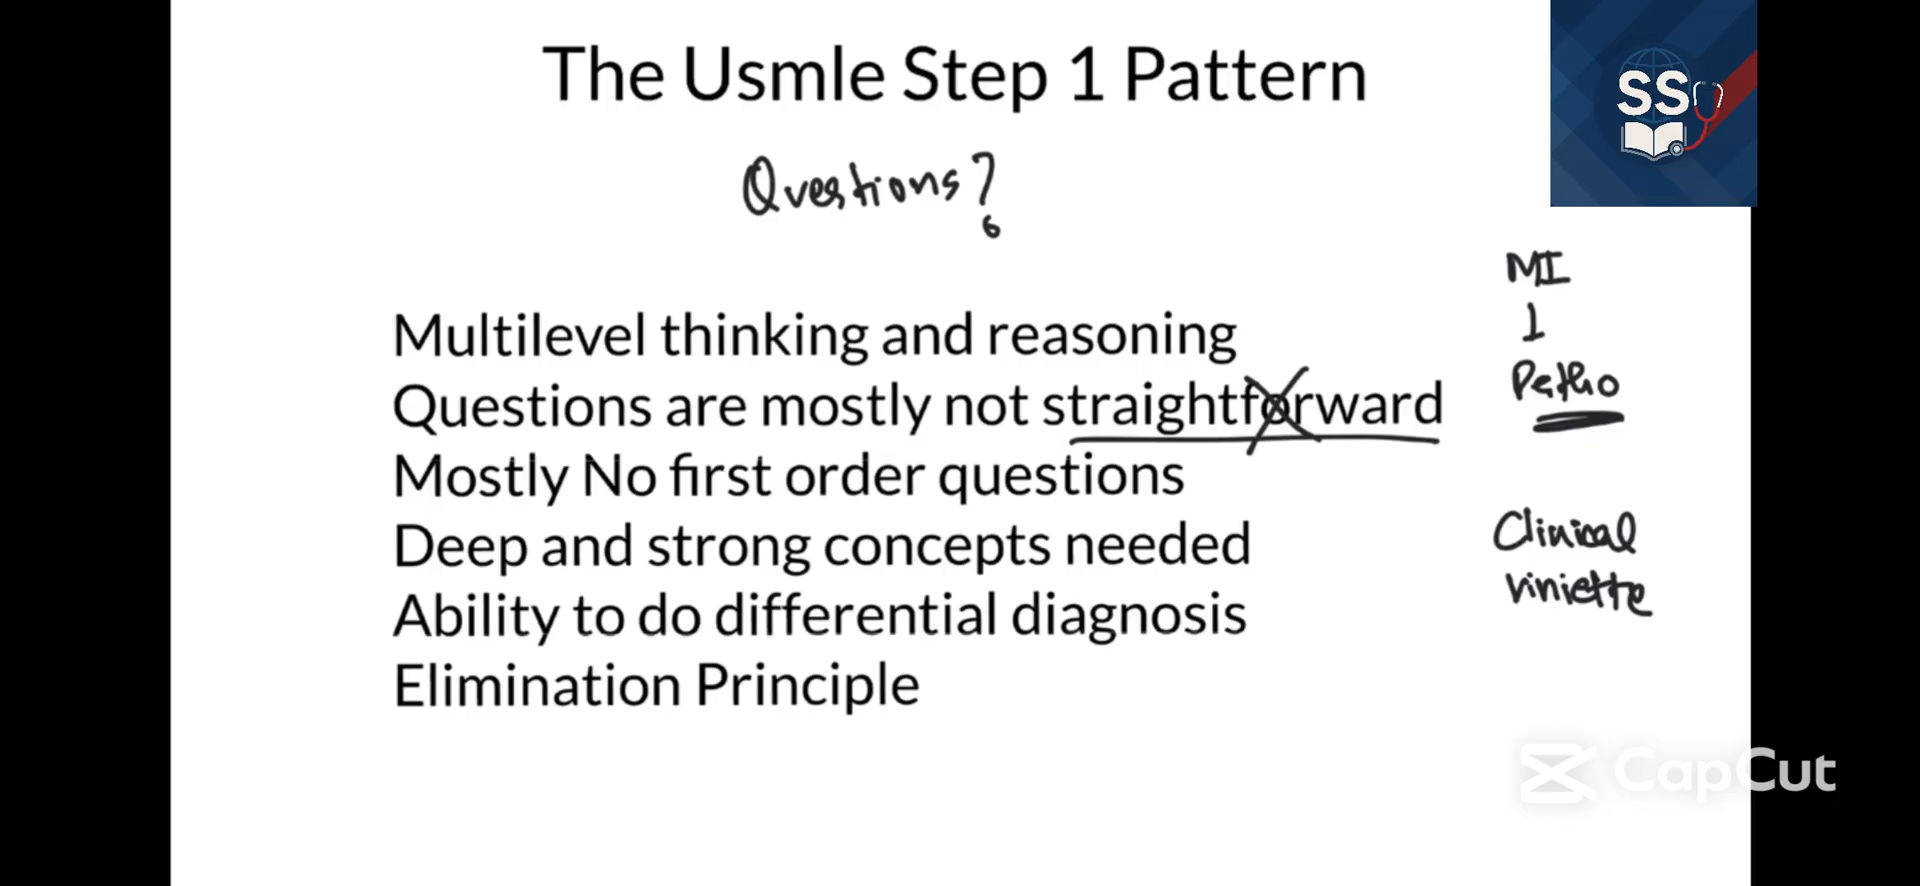 The Usmle Step 1 Pattern
SS
Questions?
MI
Multilevel thinking and reasoning
Patho
Questions are mostly not straightforward
Mostly No first order questions
Clinical
Deep and strong concepts needed
Viniette
Ability to do differential diagnosis
Elimination Principle
CapCut